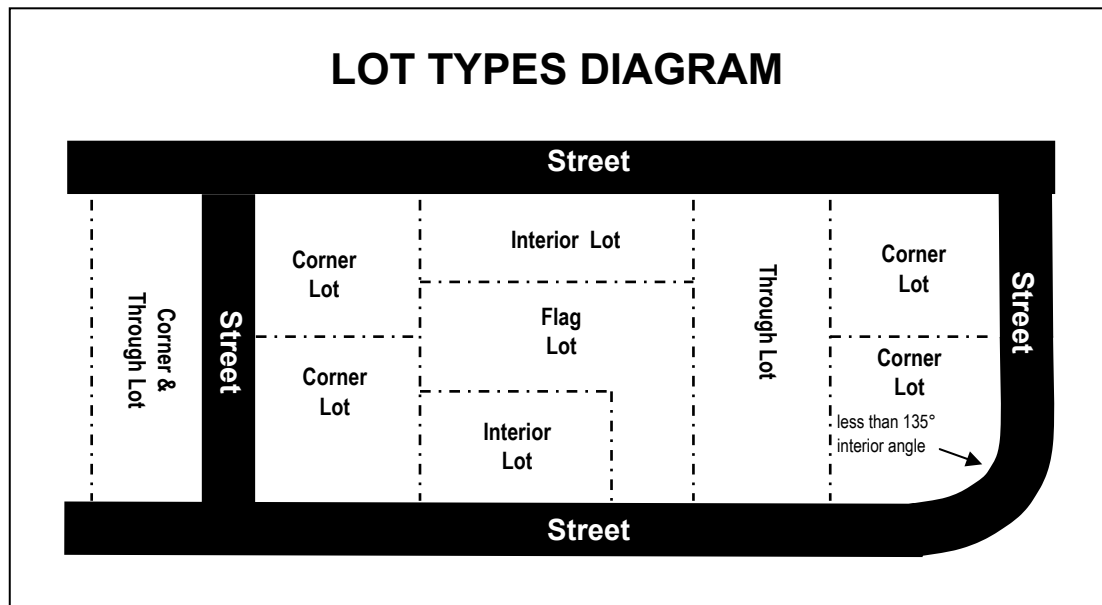 LOT TYPES DIAGRAM
Street
Corner &
Through Lot
Street
Corner
Lot
Corner
Lot
Interior Lot
Flag
Lot
Interior
Lot
Through Lot
Corner
Lot
Corner
Lot
less than 135°
interior angle
Street
Street